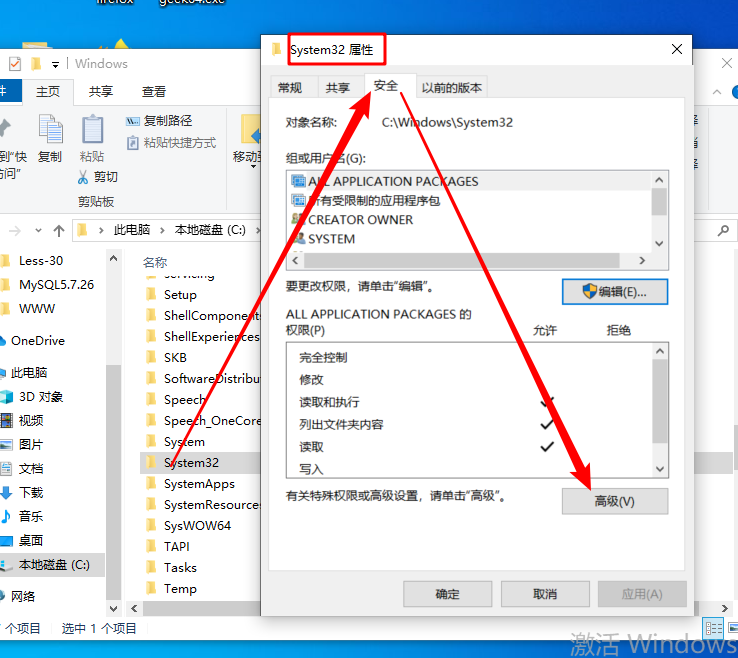 firefox
geek64.exe
Windows
件
主页
共享
查看
复制路径
粘贴快捷方式
到"快
问"
复制
粘贴
剪切
移动到
剪贴板
此电脑
本地磁盘 (C:)
Less-30
MySQL5.7.26
WWW
OneDrive
此电脑
3D 对象
视频
图片
文档
下载
音乐
桌面
本地磁盘 (C:)
网络
名称
Servicing
Setup
ShellComponent
ShellExperiences
SKB
SoftwareDistribu
Speech
Speech_OneCore
System
System32
SystemApps
SystemResources
SysWOW64
TAPI
Tasks
Temp
个项目
选中 1 个项目
System32 属性
常规
共享
安全
以前的版本
对象名称:
C:\Windows\System32
组或用户名(G):
ALL APPLICATION PACKAGES
所有受限制的应用程序包
CREATOR OWNER
SYSTEM
要更改权限，请单击"编辑"。
编辑(E)...
ALL APPLICATION PACKAGES 的
权限(P)
允许
拒绝
完全控制
修改
读取和执行
列出文件夹内容
读取
写入
有关特殊权限或高级设置，请单击"高级"。
高级(V)
确定
取消
应用(A)
激活 Windows